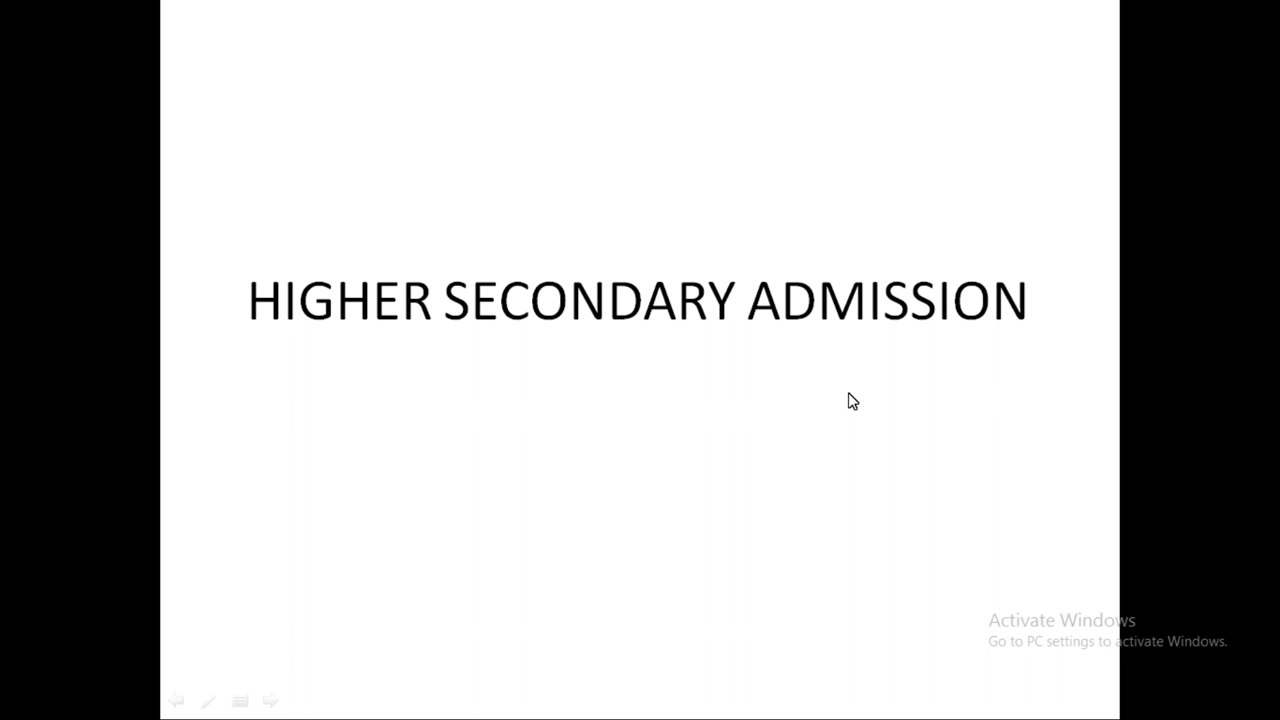 HIGHER SECONDARY ADMISSION
Activate Windows
Go to PC settings to activate Windows.